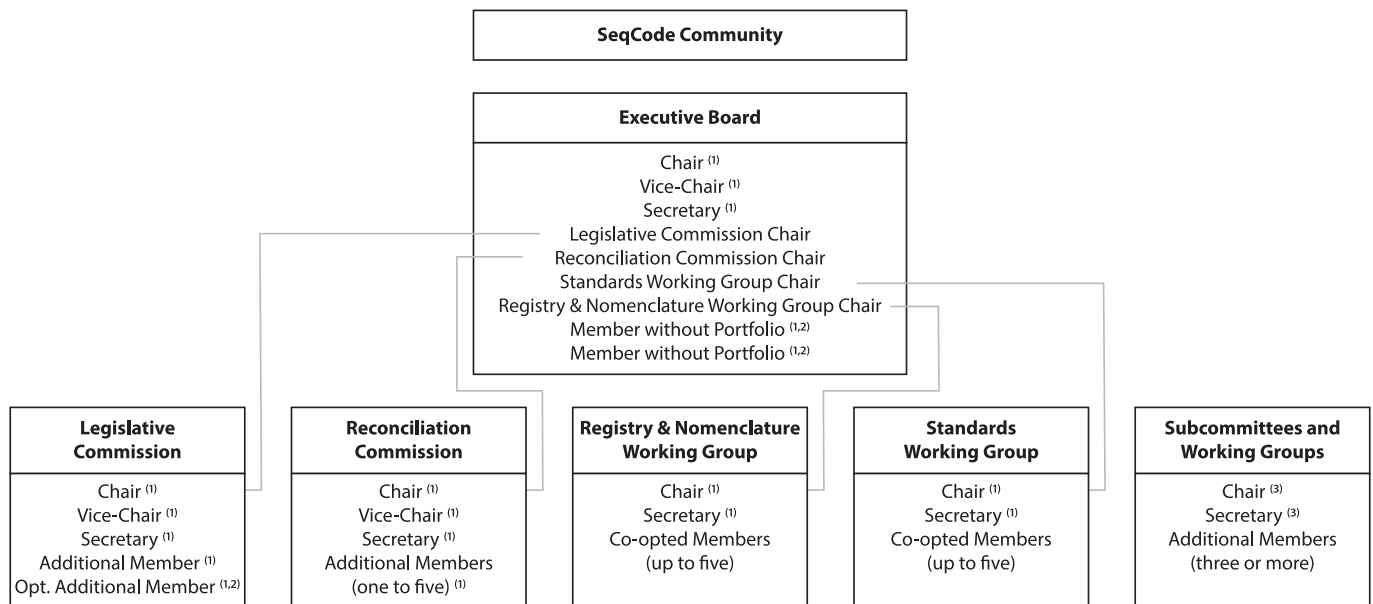 SeqCode Community
Executive Board
Chair (1)
Vice-Chair (1)
Secretary (1)
Legislative Commission Chair
Reconciliation Commission Chair
Standards Working Group Chair
Registry & Nomenclature Working Group Chair
Member without Portfolio (1,2)
Member without Portfolio (1,2)
Legislative
Commission
Chair (1)
Vice-Chair (1)
Secretary (1)
Additional Member (1)
Opt. Additional Member (1,2)
Reconciliation
Commission
Chair (1)
Vice-Chair (1)
Secretary (1)
Additional Members
(one to five) (1)
Registry & Nomenclature
Working Group
Chair (1)
Secretary (1)
Co-opted Members
(up to five)
Standards
Working Group
Chair (1)
Secretary (1)
Co-opted Members
(up to five)
Subcommittees and
Working Groups
Chair (3)
Secretary (3)
Additional Members
(three or more)